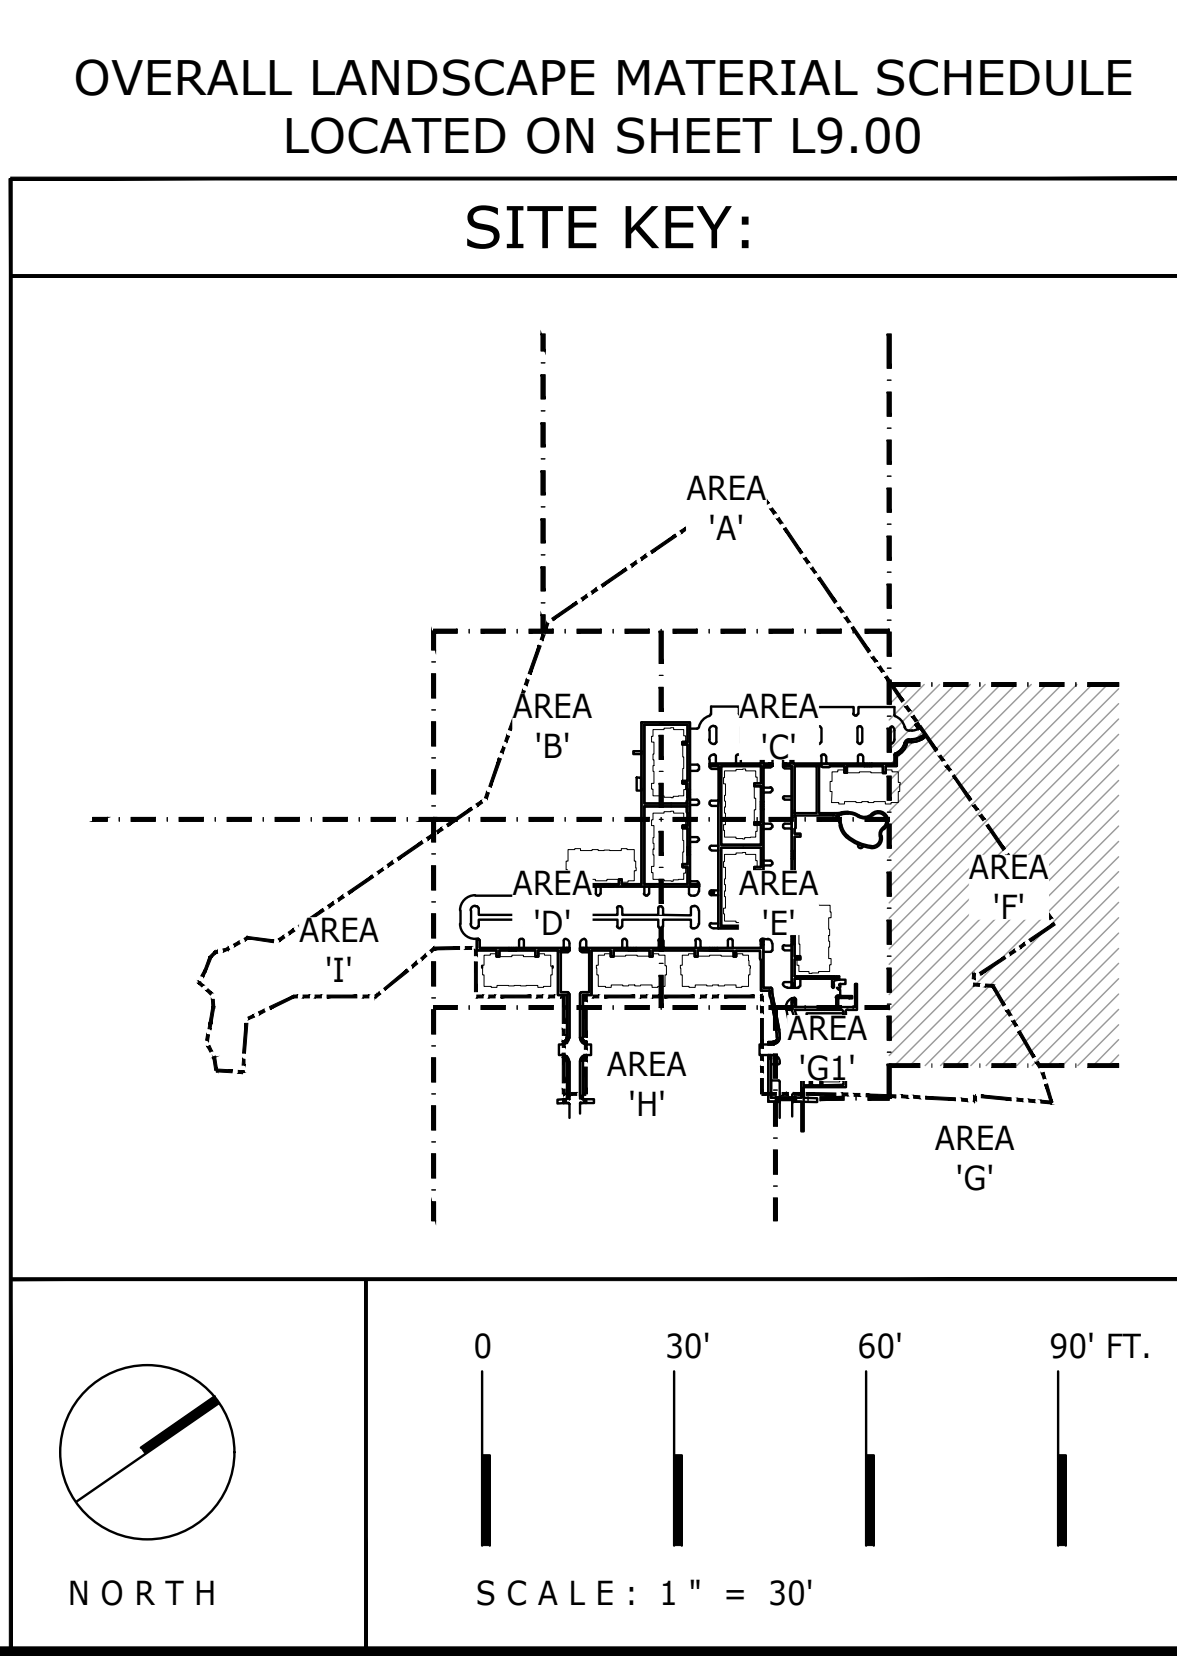 OVERALL LANDSCAPE MATERIAL SCHEDULE
LOCATED ON SHEET L9.00
SITE KEY:
AREA
'A'
AREA
'B'
AREA
'C'
AREA
'D'
AREA
'E'
AREA
'F'
AREA
'I'
AREA
'G1'
AREA
'H'
AREA
'G'
0 30' 60' 90' FT.
NORTH
SCALE: 1" = 30'